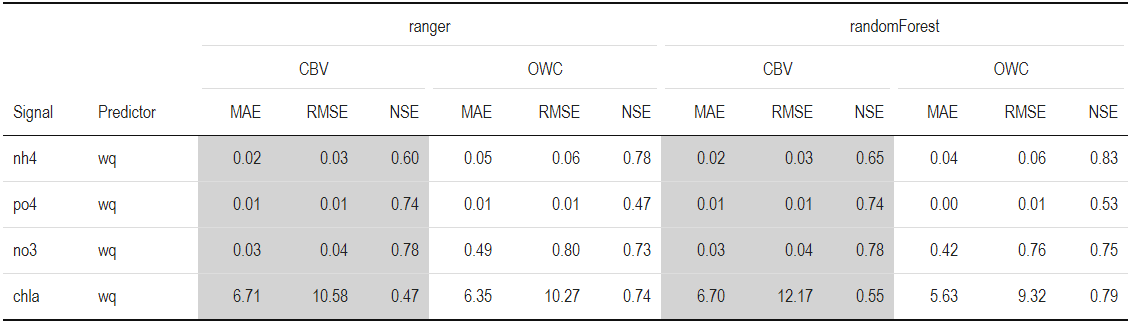 ranger randomForest
CBV OWC CBV OWC
Signal Predictor MAE RMSE NSE MAE RMSE NSE MAE RMSE NSE MAE RMSE NSE
nh4 wq 0.02 0.03 0.60 0.05 0.06 0.78 0.02 0.03 0.65 0.04 0.06 0.83
po4 wq 0.01 0.01 0.74 0.01 0.01 0.47 0.01 0.01 0.74 0.00 0.01 0.53
no3 wq 0.03 0.04 0.78 0.49 0.80 0.73 0.03 0.04 0.78 0.42 0.76 0.75
chla wq 6.71 10.58 0.47 6.35 10.27 0.74 6.70 12.17 0.55 5.63 9.32 0.79